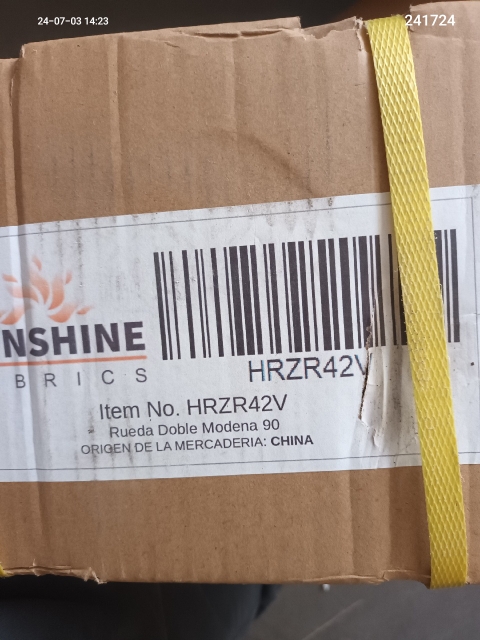 24-07-03 14:23
241724
NSHINE
BRICS
HRZR42V
Item No. HRZR42V
Rueda Doble Modena 90
ORIGEN DE LA MERCADERIA: CHINA